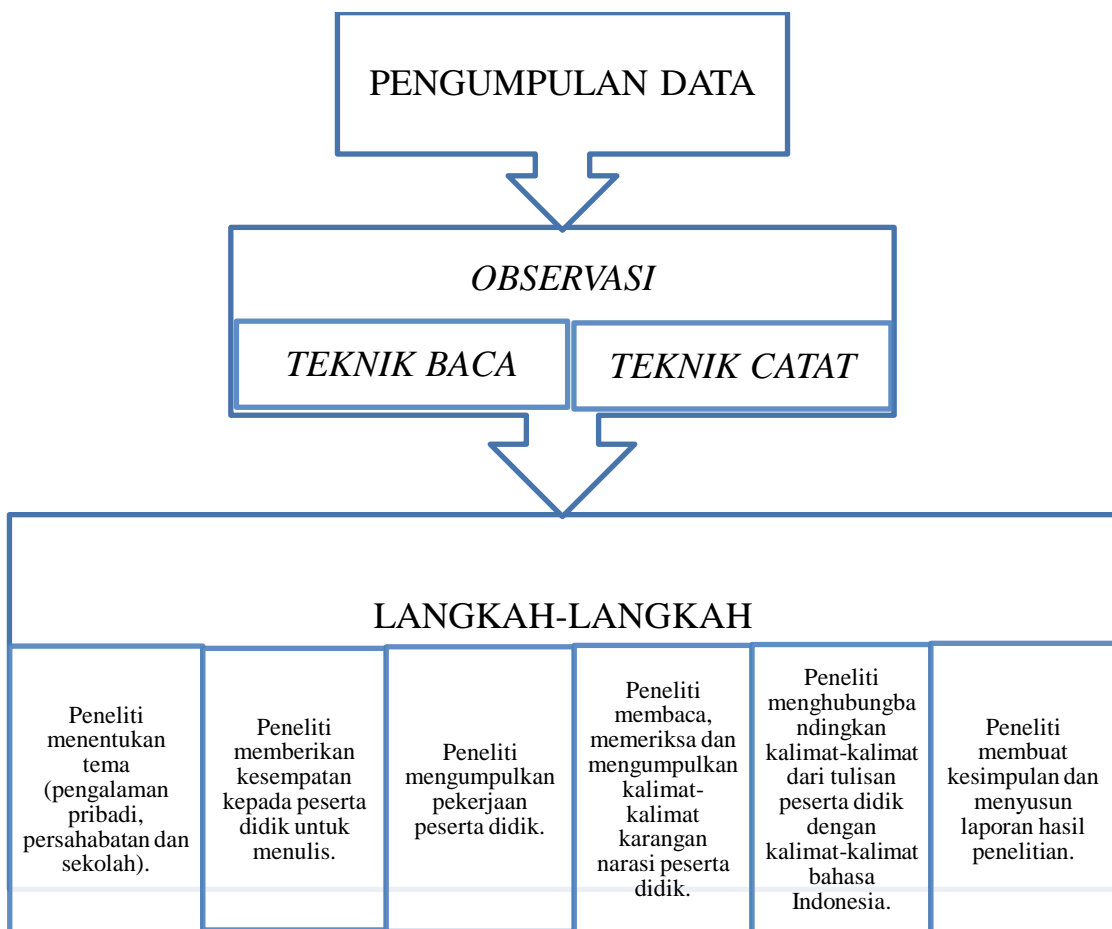 PENGUMPULAN DATA
OBSERVASI
TEKNIK BACA
TEKNIK CATAT
LANGKAH-LANGKAH
Peneliti
menentukan
tema
(pengalaman
pribadi,
persahabatan dan
sekolah).
Peneliti
memberikan
kesempatan
kepada peserta
didik untuk
menulis.
Peneliti
mengumpulkan
pekerjaan
peserta didik.
Peneliti
membaca,
memeriksa dan
mengumpulkan
kalimat-
kalimat
karangan
narasi peserta
didik.
Peneliti
menghubungba
ndingkan
kalimat-kalimat
dari tulisan
peserta didik
dengan
kalimat-kalimat
bahasa
Indonesia.
Peneliti
membuat
kesimpulan dan
menyusun
laporan hasil
penelitian.